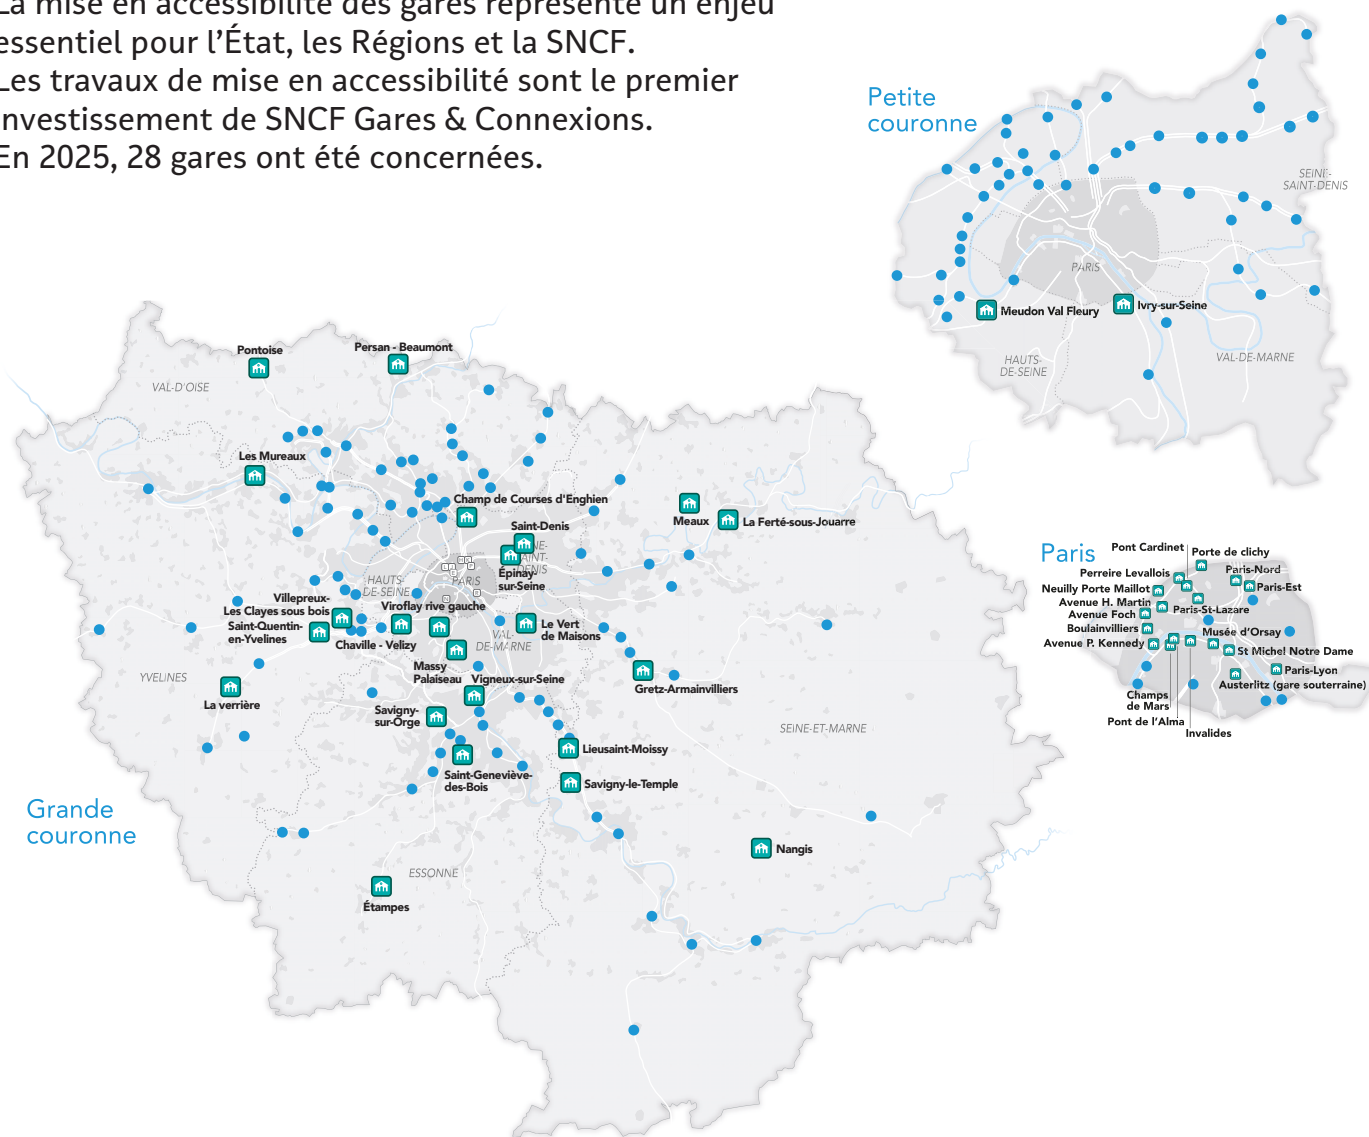 La mise en accessibilité des gares représente un enjeu
essentiel pour l’État, les Régions et la SNCF.
Les travaux de mise en accessibilité sont le premier
investissement de SNCF Gares & Connexions.
En 2025, 28 gares ont été concernées.
Petite
couronne
SEINE-
SAINT-DENIS
PARIS
Meudon Val Fleury
Ivry-sur-Seine
HAUTS-
DE-SEINE
VAL-DE-MARNE
Pontoise
Persan - Beaumont
VAL-D'OISE
Les Mureaux
Champ de Courses d'Enghien
Saint-Denis
Meaux
La Ferté-sous-Jouarre
Épinay-
sur-Seine
HAUTS-
DE-SEINE
PARIS
SAINT-
DENIS
Villepreux-
Les Clayes sous bois
Viroflay rive gauche
Saint-Quentin-
en-Yvelines
Chaville - Velizy
Le Vert
de Maisons
VAL-
DE-MARNE
Massy
Palaiseau
Vigneux-sur-Seine
YVELINES
La verrière
Gretz-Armainvilliers
Savigny-
sur-Orge
SEINE-ET-MARNE
Lieusaint-Moissy
Saint-Geneviève-
des-Bois
Savigny-le-Temple
Grande
couronne
Nangis
ESSONNE
Étampes
Paris
Pont Cardinet
Porte de clichy
Perreire Levallois
Paris-Nord
Neuilly Porte Maillot
Paris-Est
Avenue H. Martin
Paris-St-Lazare
Avenue Foch
Boulainvilliers
Musée d’Orsay
Avenue P. Kennedy
St Michel Notre Dame
Paris-Lyon
Austerlitz (gare souterraine)
Champs
de Mars
Pont de l’Alma
Invalides